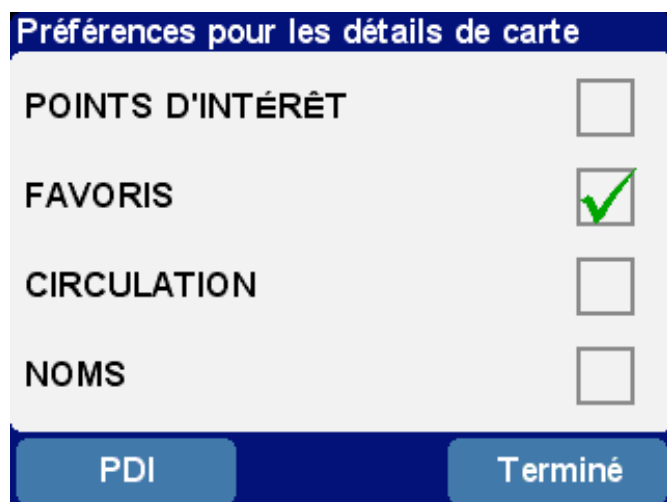 Préférences pour les détails de carte
POINTS D'INTÉRÊT
FAVORIS
CIRCULATION
NOMS
PDI Terminé